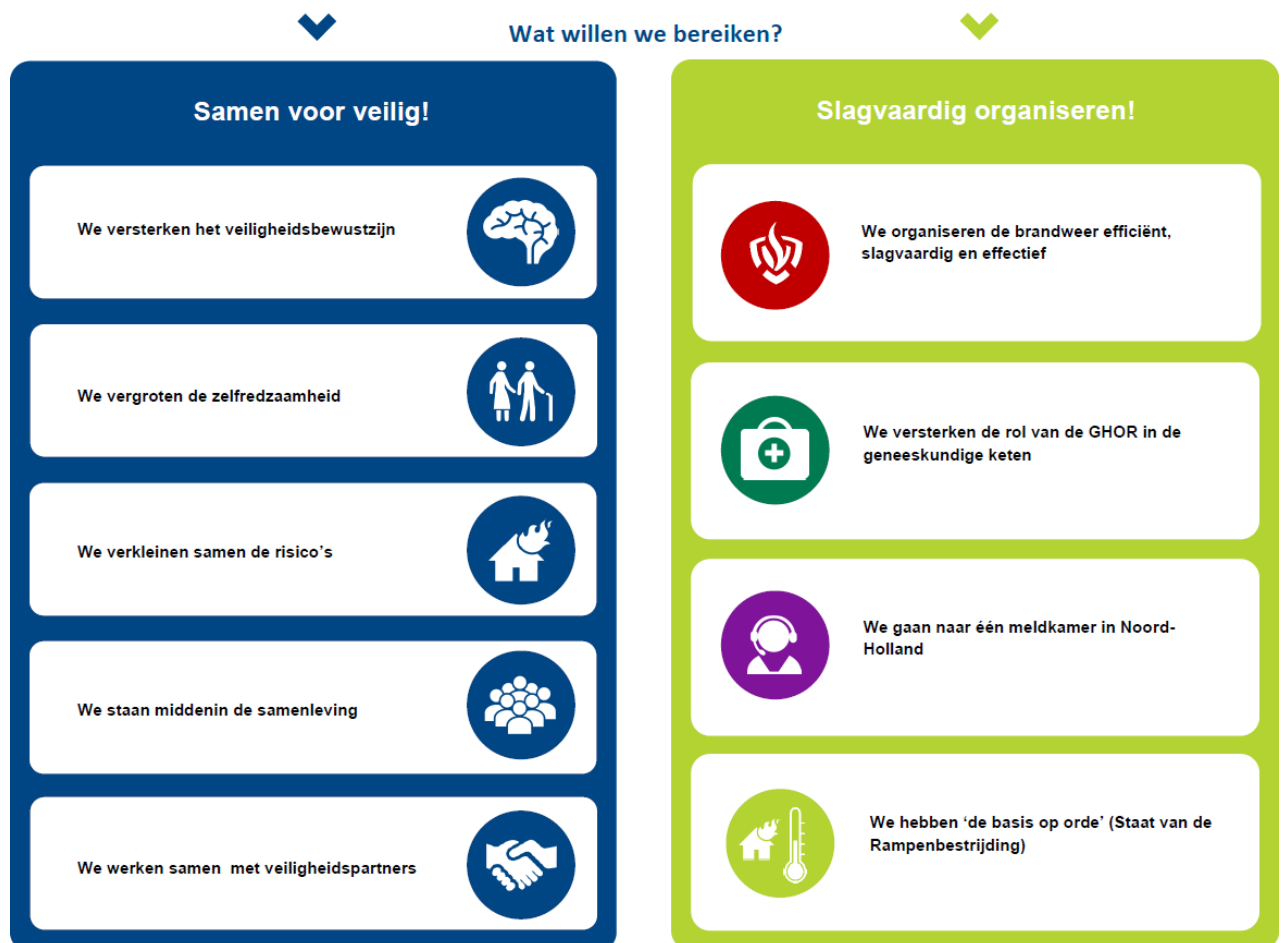 Wat willen we bereiken?
Samen voor veilig!
We versterken het veiligheidsbewustzijn
We vergroten de zelfredzaamheid
We verkleinen samen de risico's
We staan middenin de samenleving
We werken samen met veiligheidspartners
Slagvaardig organiseren!
We organiseren de brandweer efficiënt,
slagvaardig en effectief
We versterken de rol van de GHOR in de
geneeskundige keten
We gaan naar één meldkamer in Noord-
Holland
We hebben ‘de basis op orde’ (Staat van de
Rampenbestrijding)